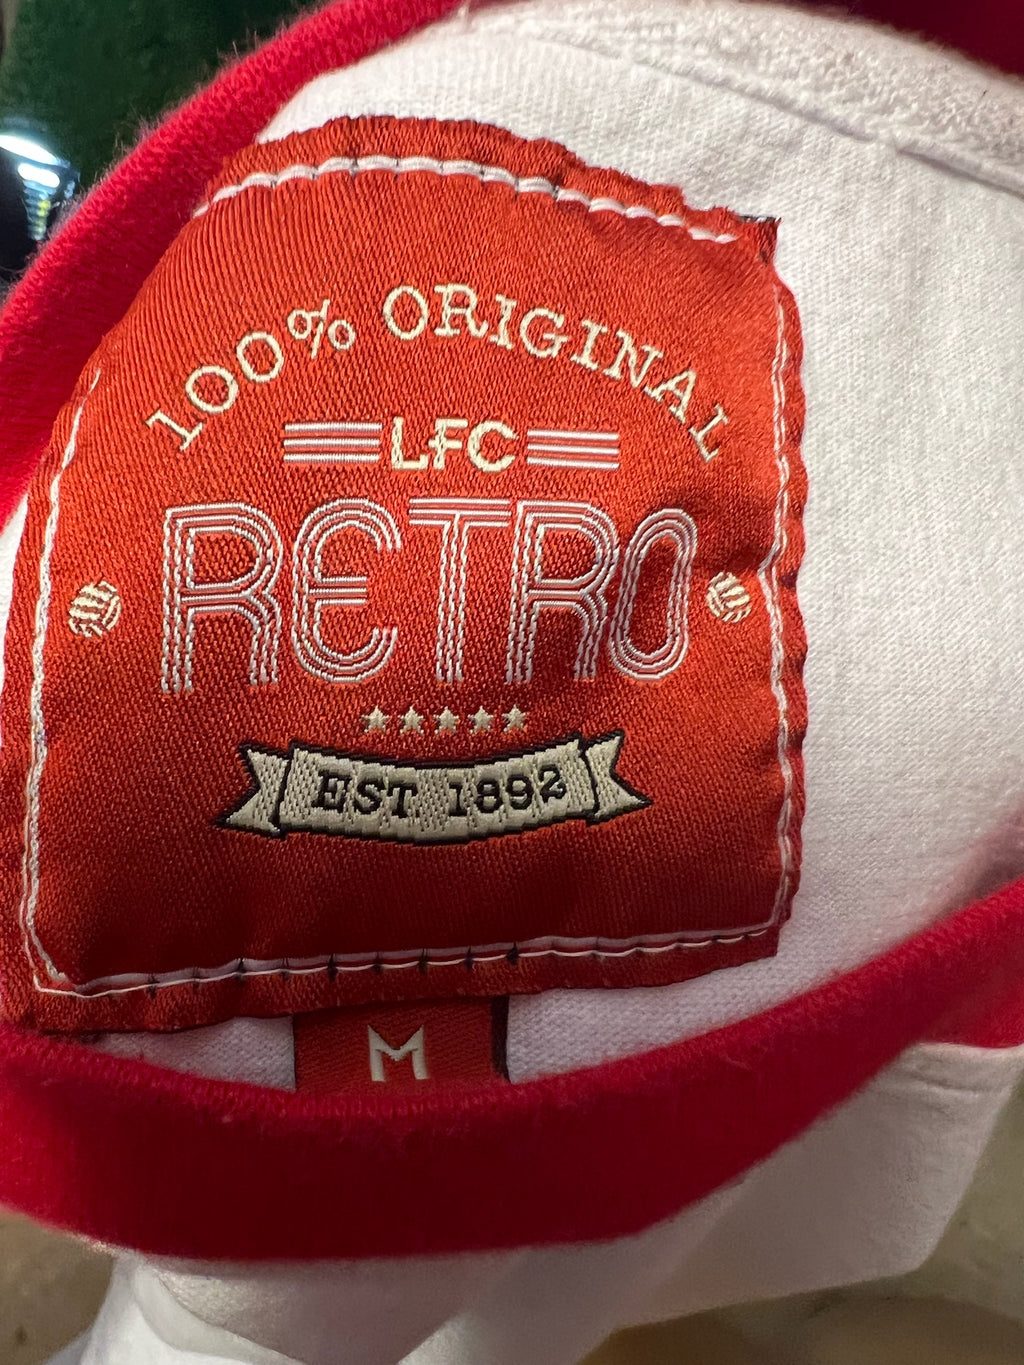 100% ORIGINAL
LFC
RETRO
EST 1892
M